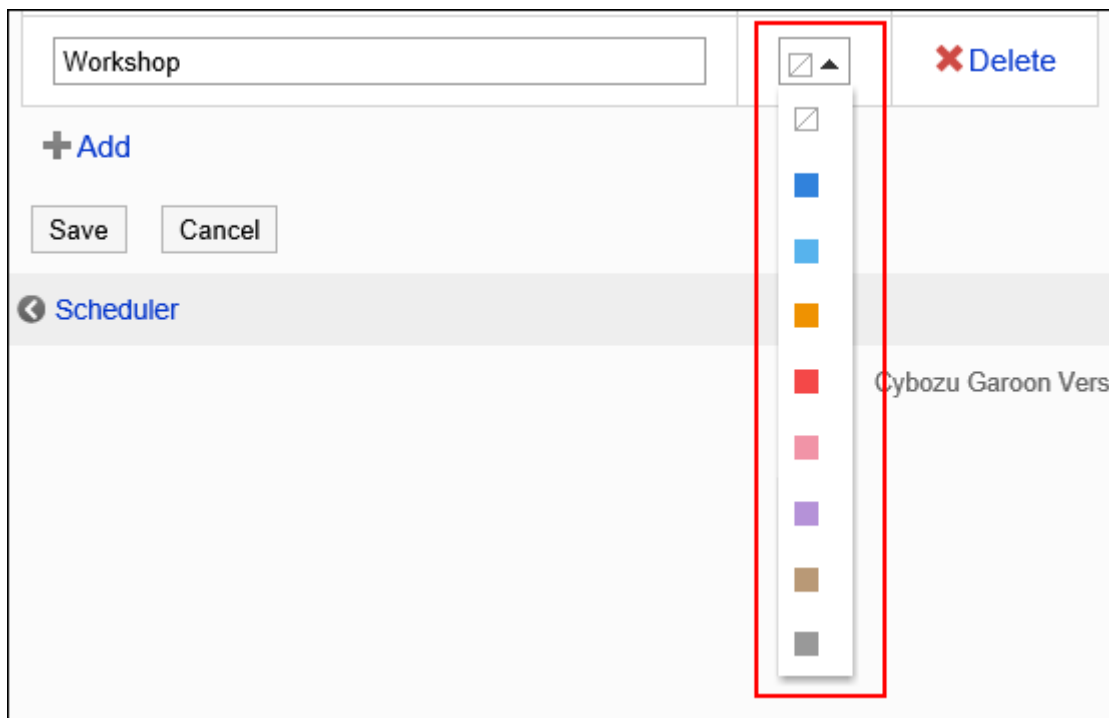 Workshop
Delete
Add
Save
Cancel
Scheduler
Cybozu Garoon Vers